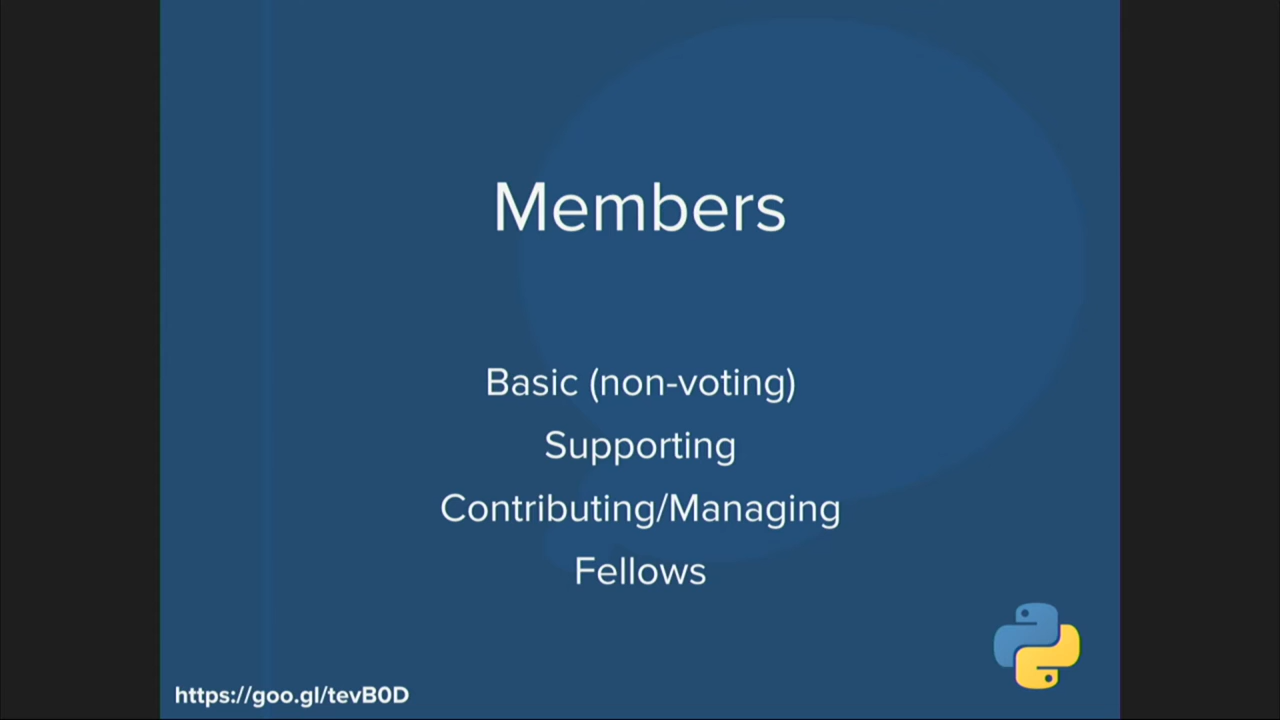 Members
Basic (non-voting)
Supporting
Contributing/Managing
Fellows
https://goo.gl/tevB0D